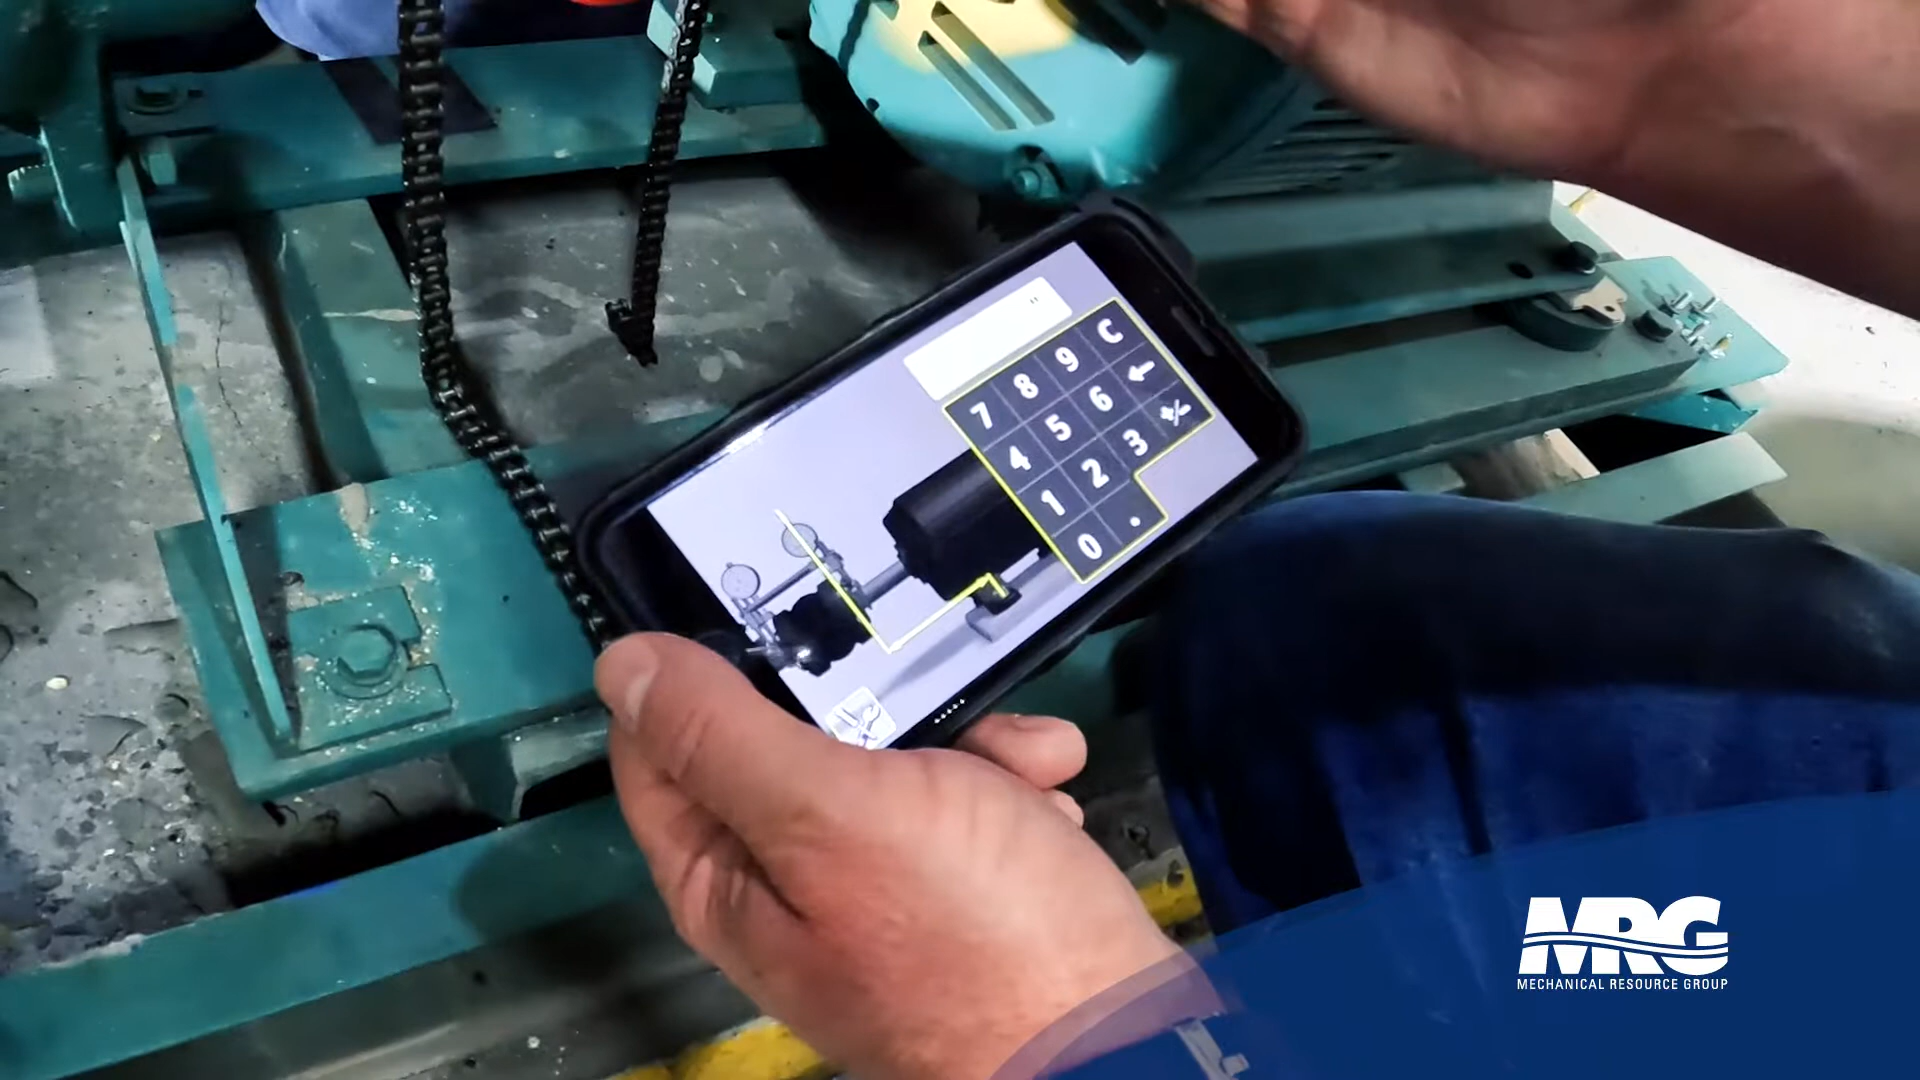 "
7 8 9 C
4 5 6 ←
1 2 3 +/-
0 .
MRG
MECHANICAL RESOURCE GROUP